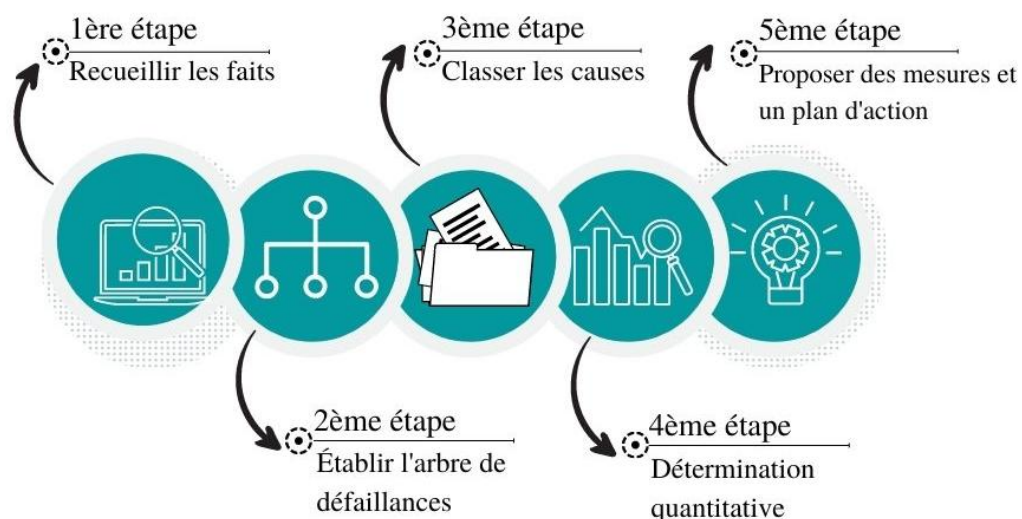 1ère étape
Recueillir les faits
2ème étape
Établir l'arbre de
défaillances
3ème étape
Classer les causes
4ème étape
Détermination
quantitative
5ème étape
Proposer des mesures et
un plan d'action